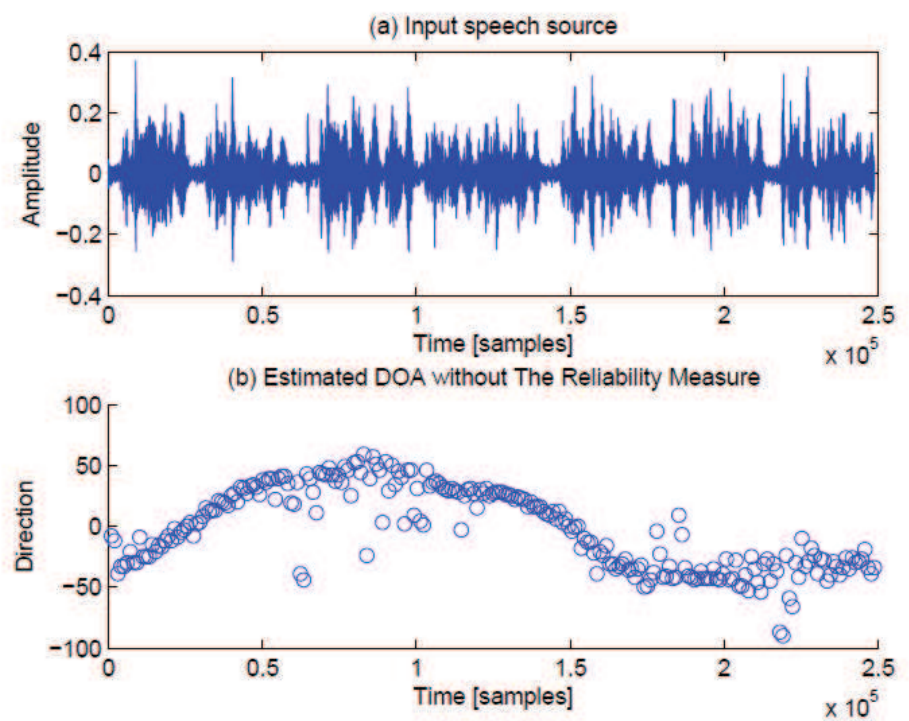 (a) Input speech source
0.4
0.2
0
−0.2
−0.4
Amplitude
0 0.5 1 1.5 2 2.5
Time [samples]
x 10^5
(b) Estimated DOA without The Reliability Measure
100
50
0
−50
−100
Direction
0 0.5 1 1.5 2 2.5
Time [samples]
x 10^5